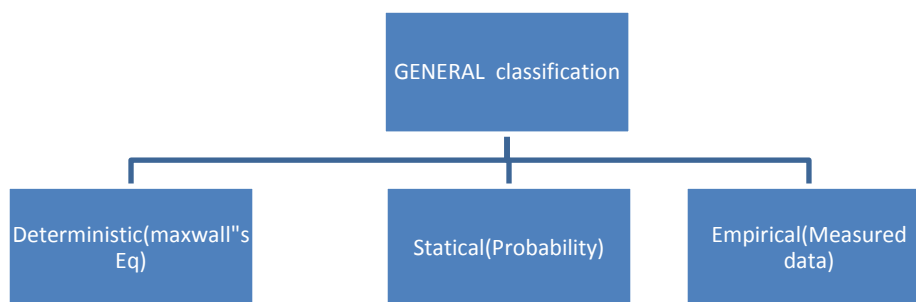 GENERAL classification
Deterministic(maxwall"s
Eq)
Statical(Probability)
Empirical(Measured
data)